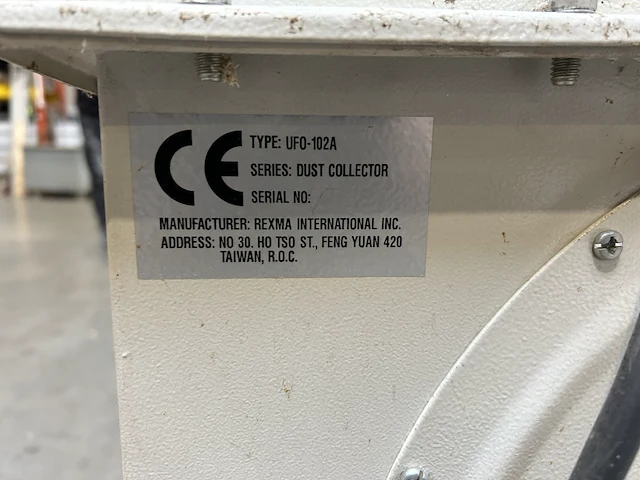 CE
TYPE: UFO-102A
SERIES: DUST COLLECTOR
SERIAL NO:
MANUFACTURER: REXMA INTERNATIONAL INC.
ADDRESS: NO 30. HO TSO ST., FENG YUAN 420
TAIWAN, R.O.C.